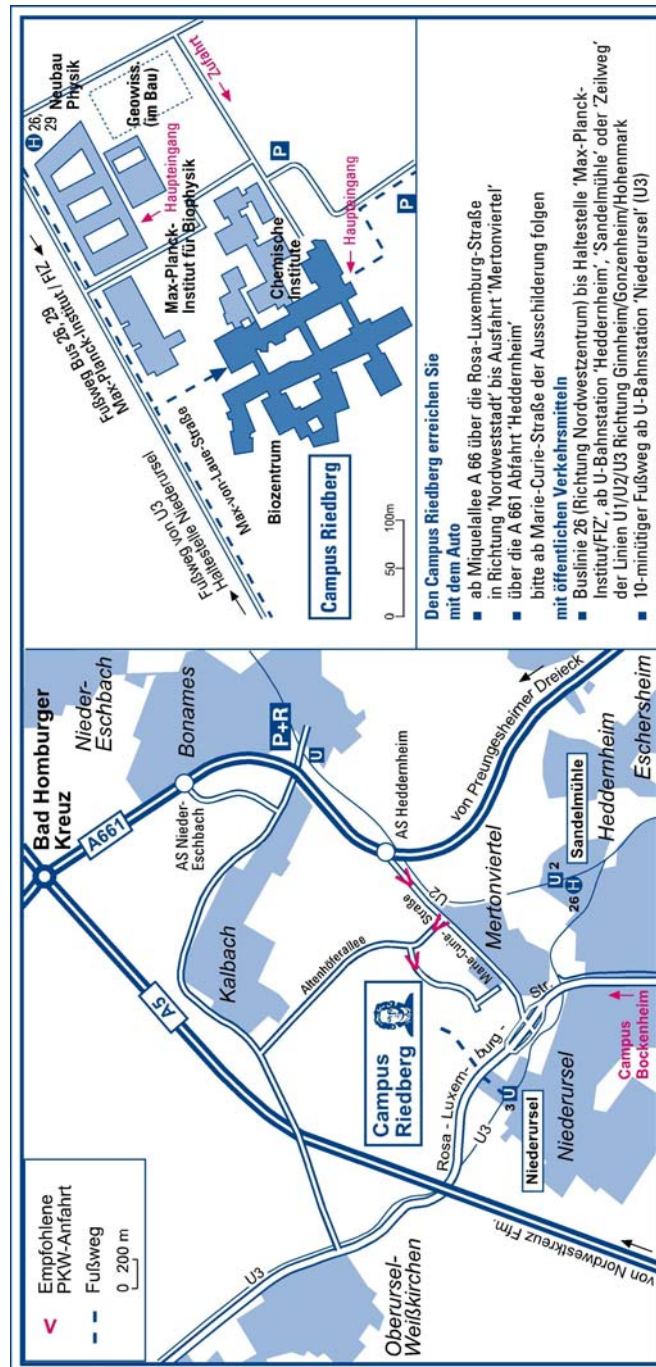 Empfohlene
PKW-Anfahrt
Fußweg
0 200 m
Bad Homburger
Kreuz
A661
A5
Nieder-
Eschbach
Bonames
AS Nieder-
Eschbach
P+R
U
Kalbach
Altenhöferallee
AS Heddernheim
von Preungesheimer Dreieck
U2
Marie-Curie-
Straße
Mertonviertel
Campus
Riedberg
U 2
26 H
Sandelmühle
Heddernheim
Eschersheim
Rosa - Luxem-
burg -
Str.
U3
U3
3 U
Niederursel
Niederursel
Campus
Bockenheim
Oberursel-
Weißkirchen
von Nordwestkreuz Ffm.
H 26,
29
Neubau
Physik
Geowiss.
(im Bau)
Zufahrt
Haupteingang
Fußweg Bus 26, 29
Max-Planck-Institut / FIZ
Max-Planck-
Institut für Biophysik
P
Chemische
Institute
Haupteingang
P
Fußweg von U3
Haltestelle Niederursel
Max-von-Laue-Straße
Biozentrum
Campus Riedberg
0 50 100m
Den Campus Riedberg erreichen Sie
mit dem Auto
■ ab Miquelallee A 66 über die Rosa-Luxemburg-Straße
in Richtung 'Nordweststadt' bis Ausfahrt 'Mertonviertel'
■ über die A 661 Abfahrt 'Heddernheim'
bitte ab Marie-Curie-Straße der Ausschilderung folgen
mit öffentlichen Verkehrsmitteln
■ Buslinie 26 (Richtung Nordwestzentrum) bis Haltestelle 'Max-Planck-
Institut/FIZ', ab U-Bahnstation 'Heddernheim', 'Sandelmühle' oder 'Zeilweg'
der Linien U1/U2/U3 Richtung Ginnheim/Gonzenheim/Hohenmark
■ 10-minütiger Fußweg ab U-Bahnstation 'Niederursel' (U3)